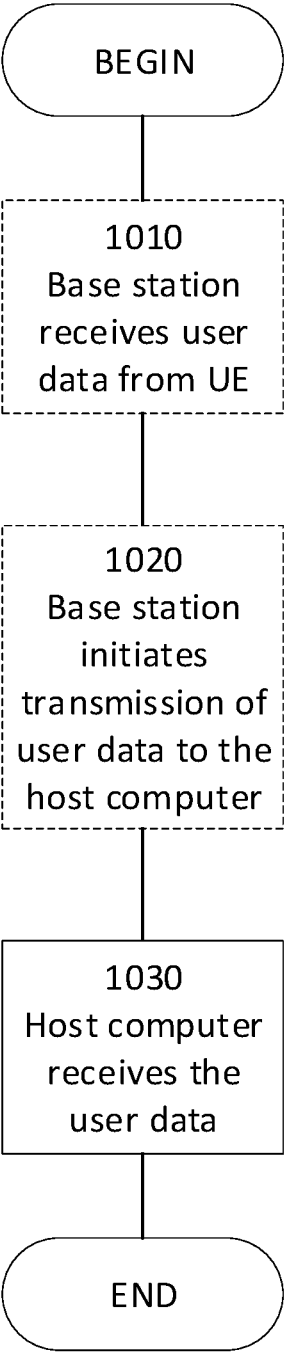 BEGIN
1010
Base station
receives user
data from UE
1020
Base station
initiates
transmission of
user data to the
host computer
1030
Host computer
receives the
user data
END